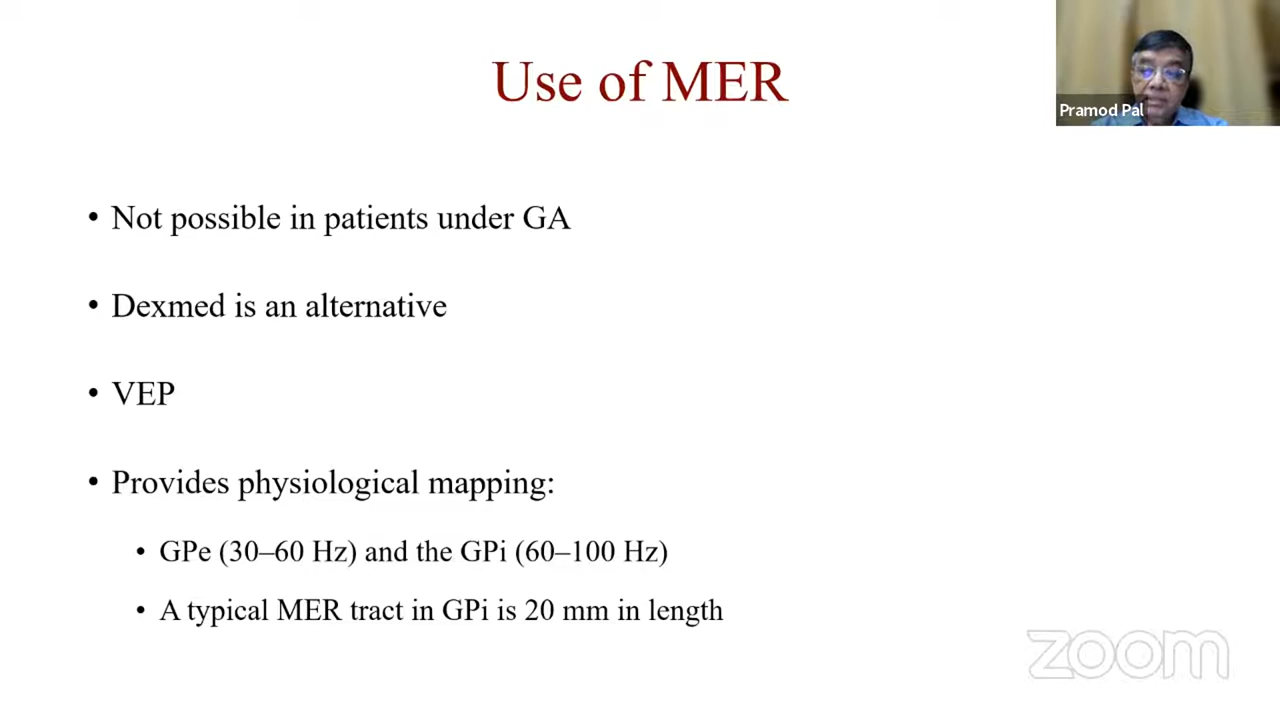 Use of MER
Pramod Pal
• Not possible in patients under GA
• Dexmed is an alternative
• VEP
• Provides physiological mapping:
• GPe (30–60 Hz) and the GPi (60–100 Hz)
• A typical MER tract in GPi is 20 mm in length
zoom